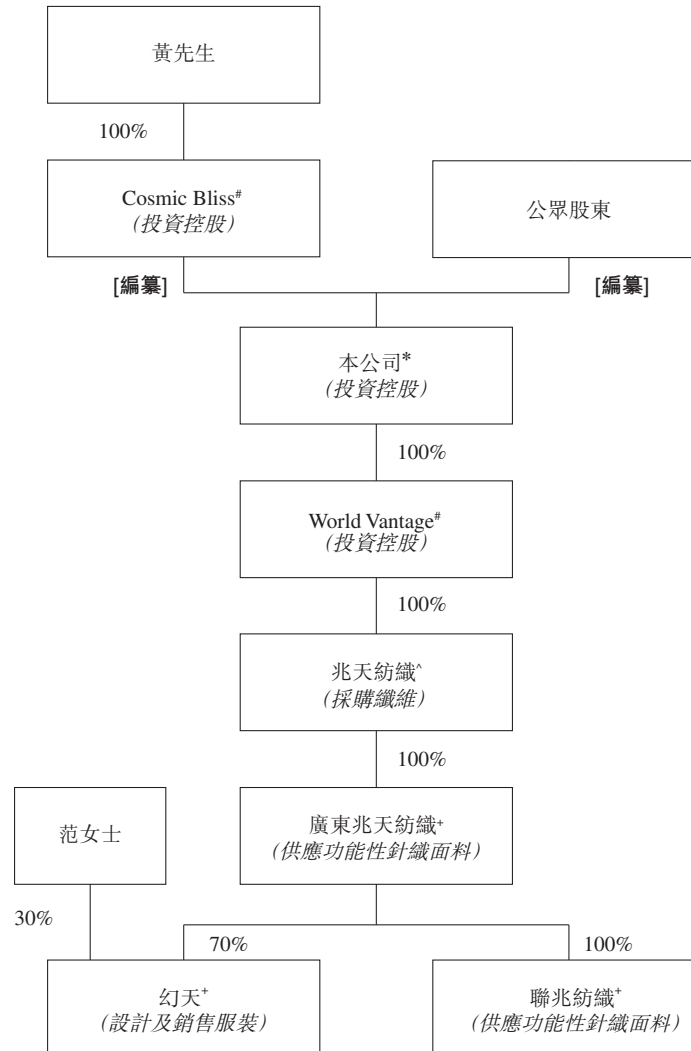 黃先生
100%
Cosmic Bliss#
（投資控股）
公眾股東
[編纂]
[編纂]
本公司*
（投資控股）
100%
World Vantage#
（投資控股）
100%
兆天紡織^
（採購纖維）
100%
范女士
廣東兆天紡織+
（供應功能性針織面料）
30%
70%
100%
幻天+
（設計及銷售服裝）
聯兆紡織+
（供應功能性針織面料）